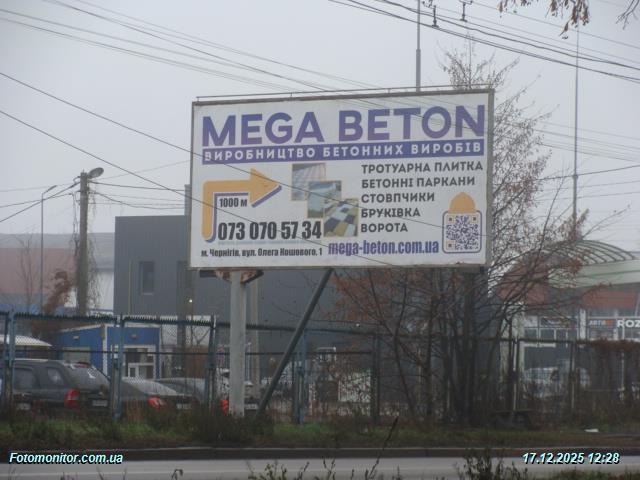 MEGA BETON
ВИРОБНИЦТВО БЕТОННИХ ВИРОБІВ
1000 м
ТРОТУАРНА ПЛИТКА
БЕТОННІ ПАРКАНИ
СТОВПЧИКИ
БРУКІВКА
ВОРОТА
073 070 57 34
м. Чернігів, вул. Олега Кошового, 1
mega-beton.com.ua
АВТО
Fotomonitor.com.ua
17.12.2025 12:28